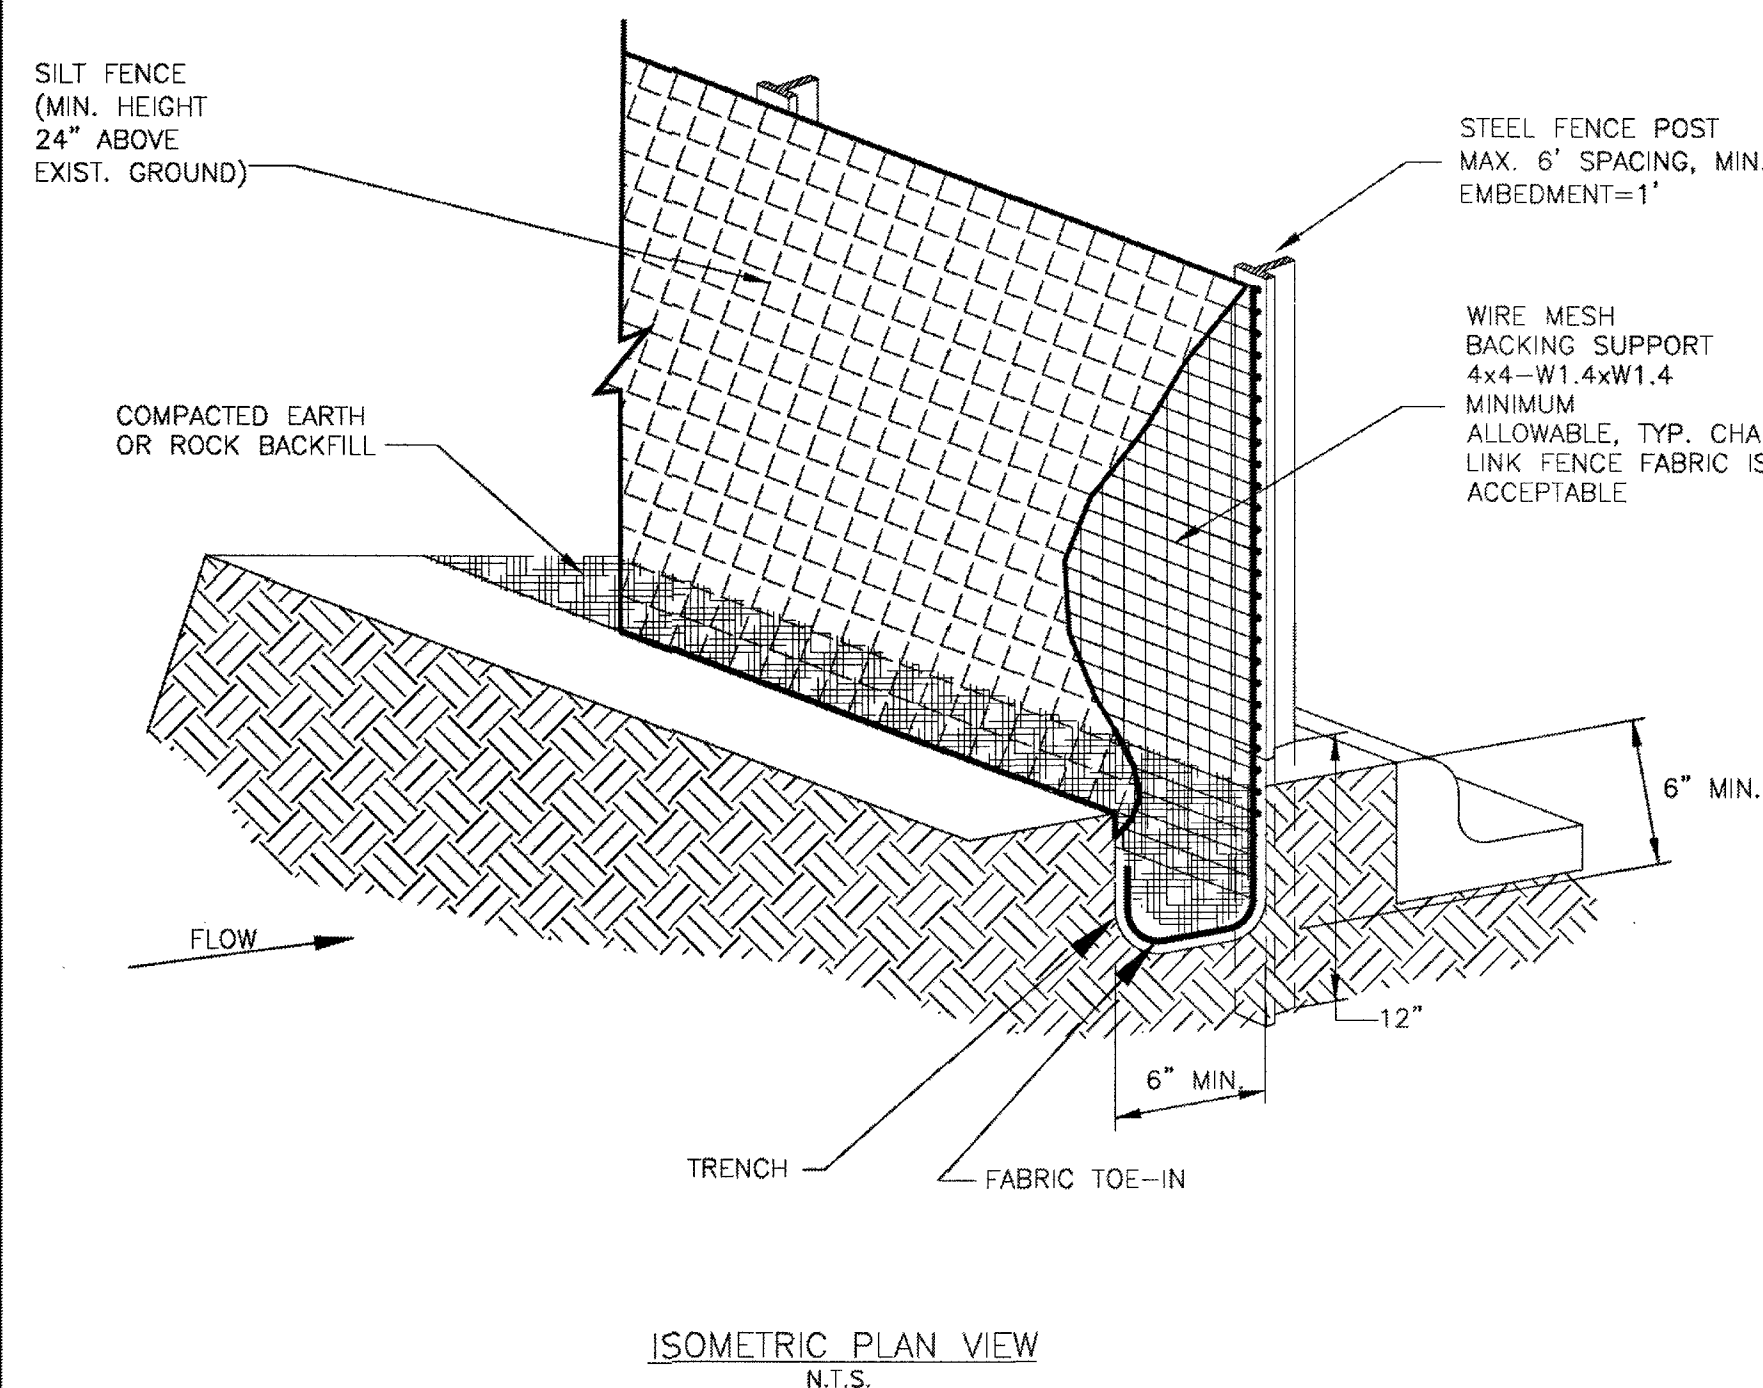 SILT FENCE
(MIN. HEIGHT
24" ABOVE
EXIST. GROUND)
STEEL FENCE POST
MAX. 6' SPACING, MIN.
EMBEDMENT=1'
WIRE MESH
BACKING SUPPORT
4x4-W1.4xW1.4
MINIMUM
ALLOWABLE, TYP. CHA
LINK FENCE FABRIC IS
ACCEPTABLE
COMPACTED EARTH
OR ROCK BACKFILL
6" MIN.
FLOW
12"
6" MIN.
TRENCH
FABRIC TOE-IN
ISOMETRIC PLAN VIEW
N.T.S.